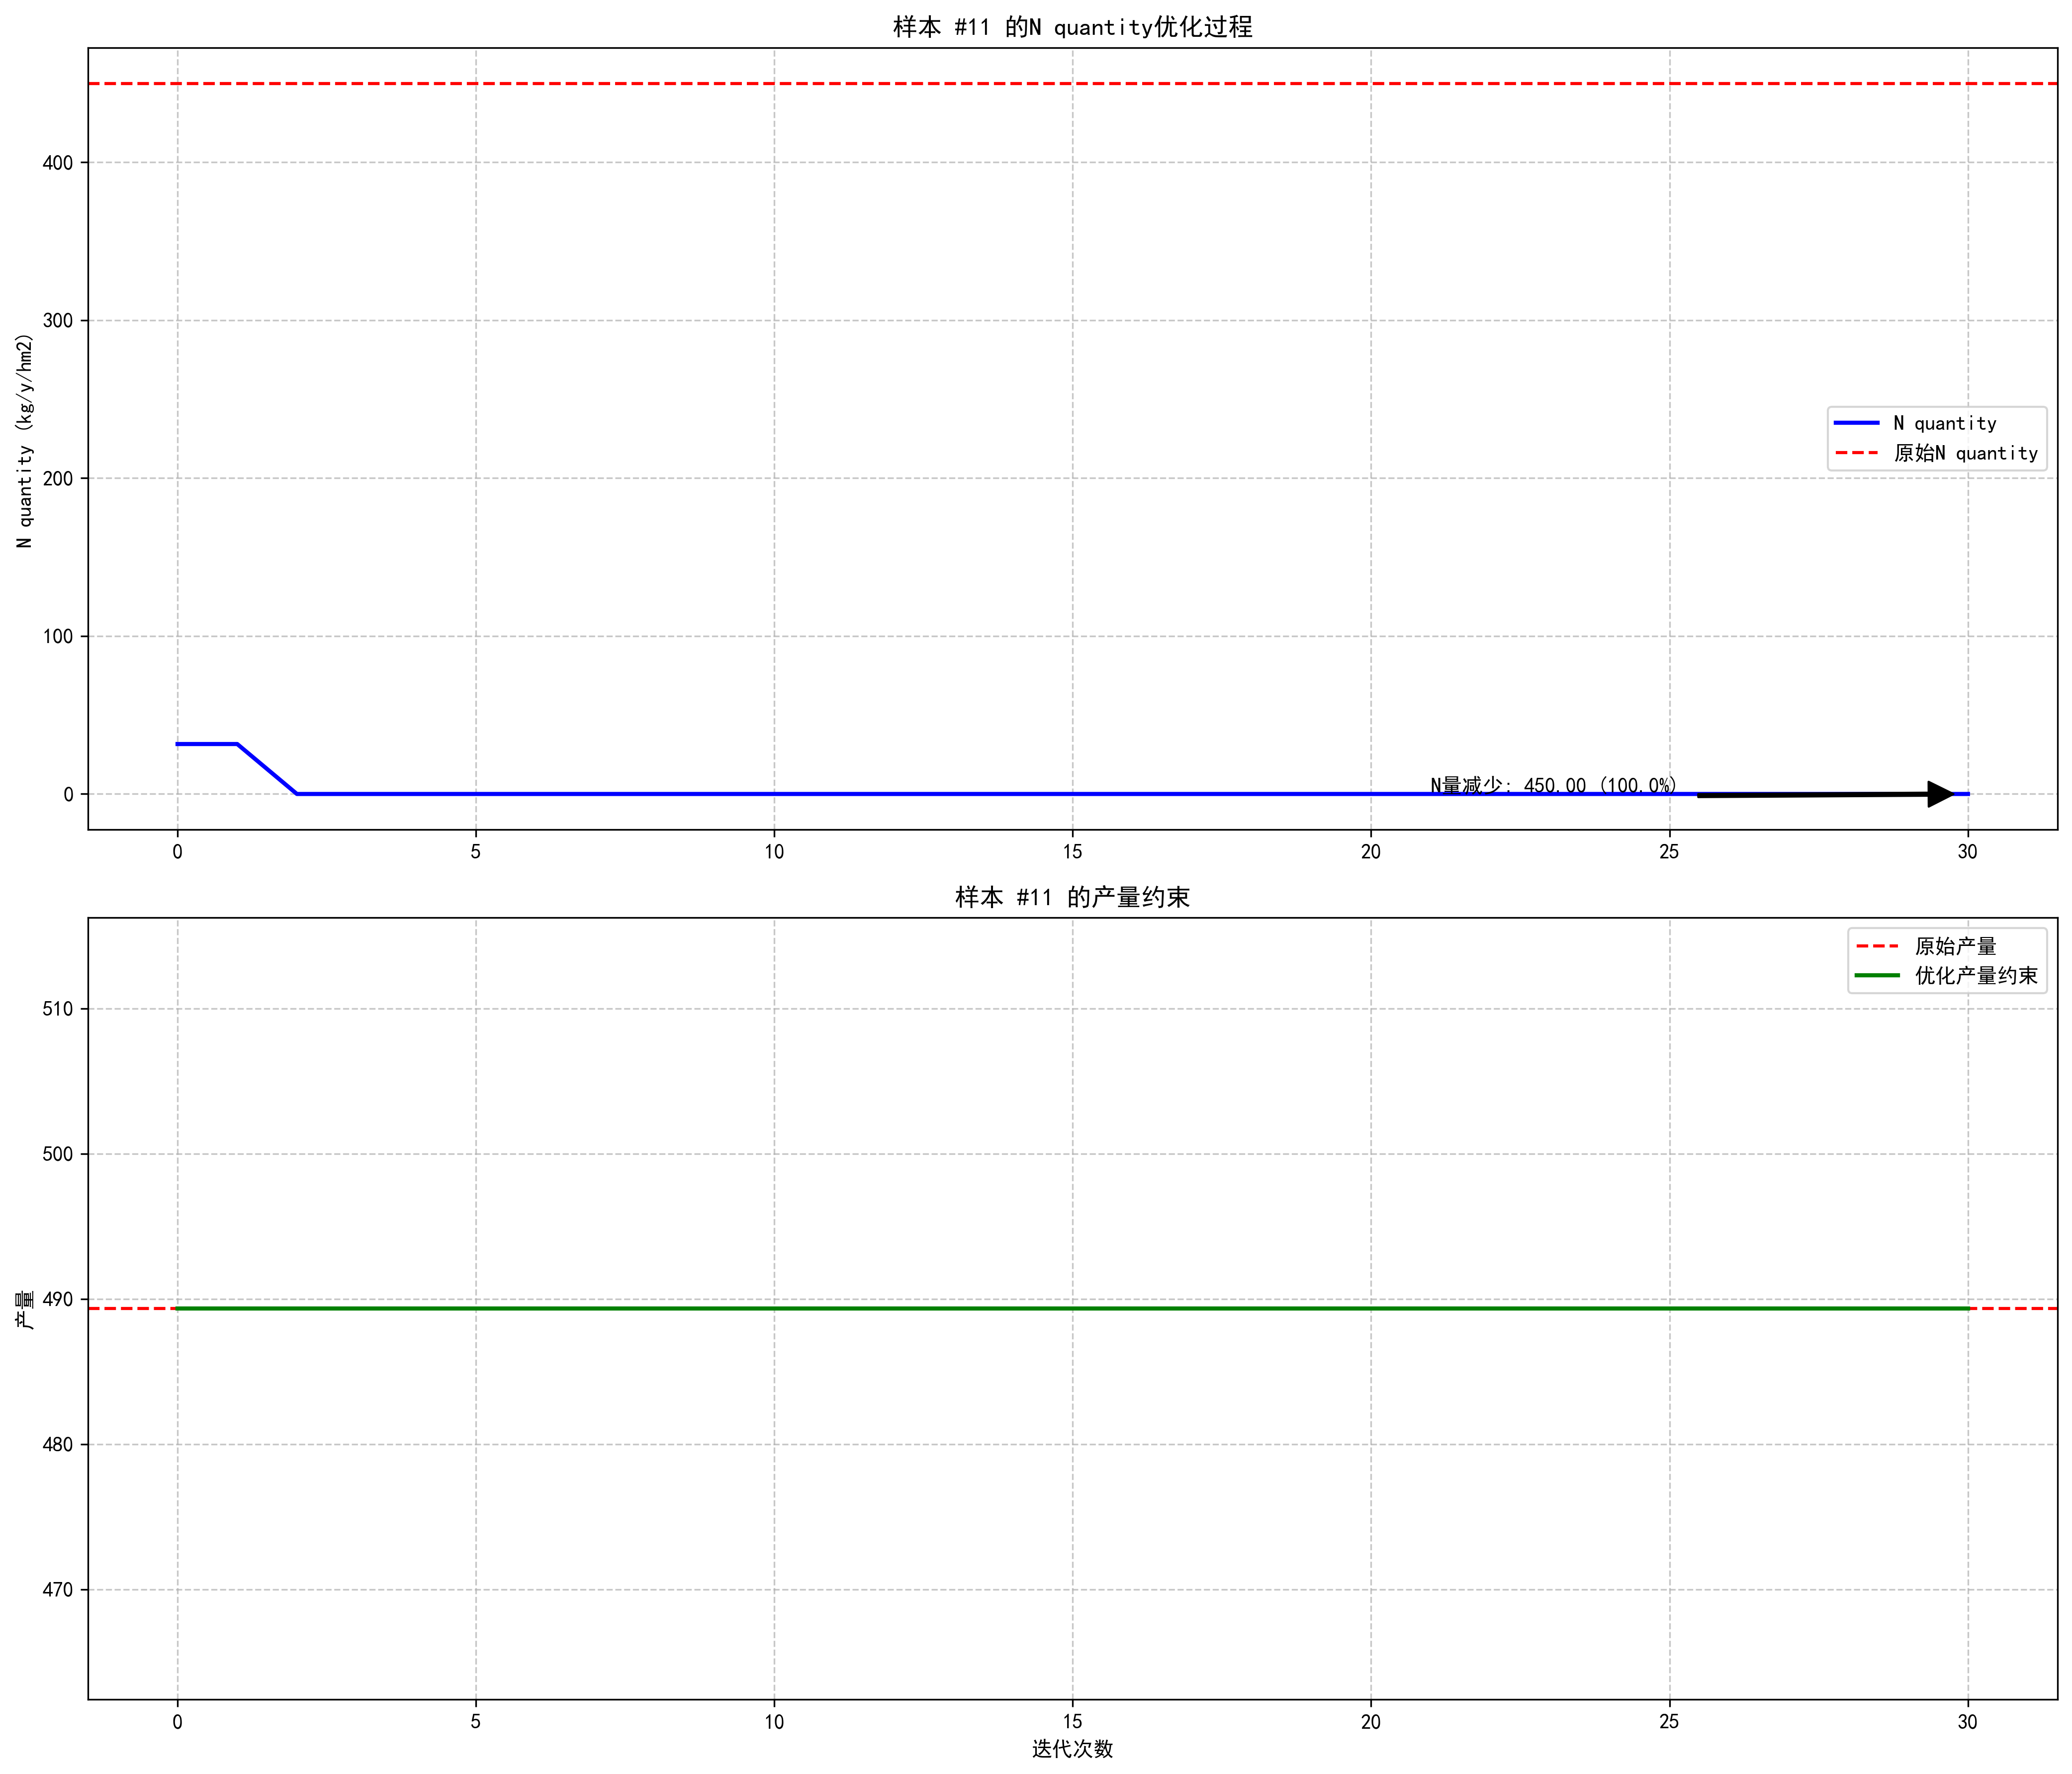 样本 #11 的N quantity优化过程
400
300
200
100
0
N quantity (kg/y/hm2)
N quantity
原始N quantity
N量减少: 450.00 (100.0%)
0 5 10 15 20 25 30
样本 #11 的产量约束
原始产量
优化产量约束
510
500
490
480
470
产量
0 5 10 15 20 25 30
迭代次数